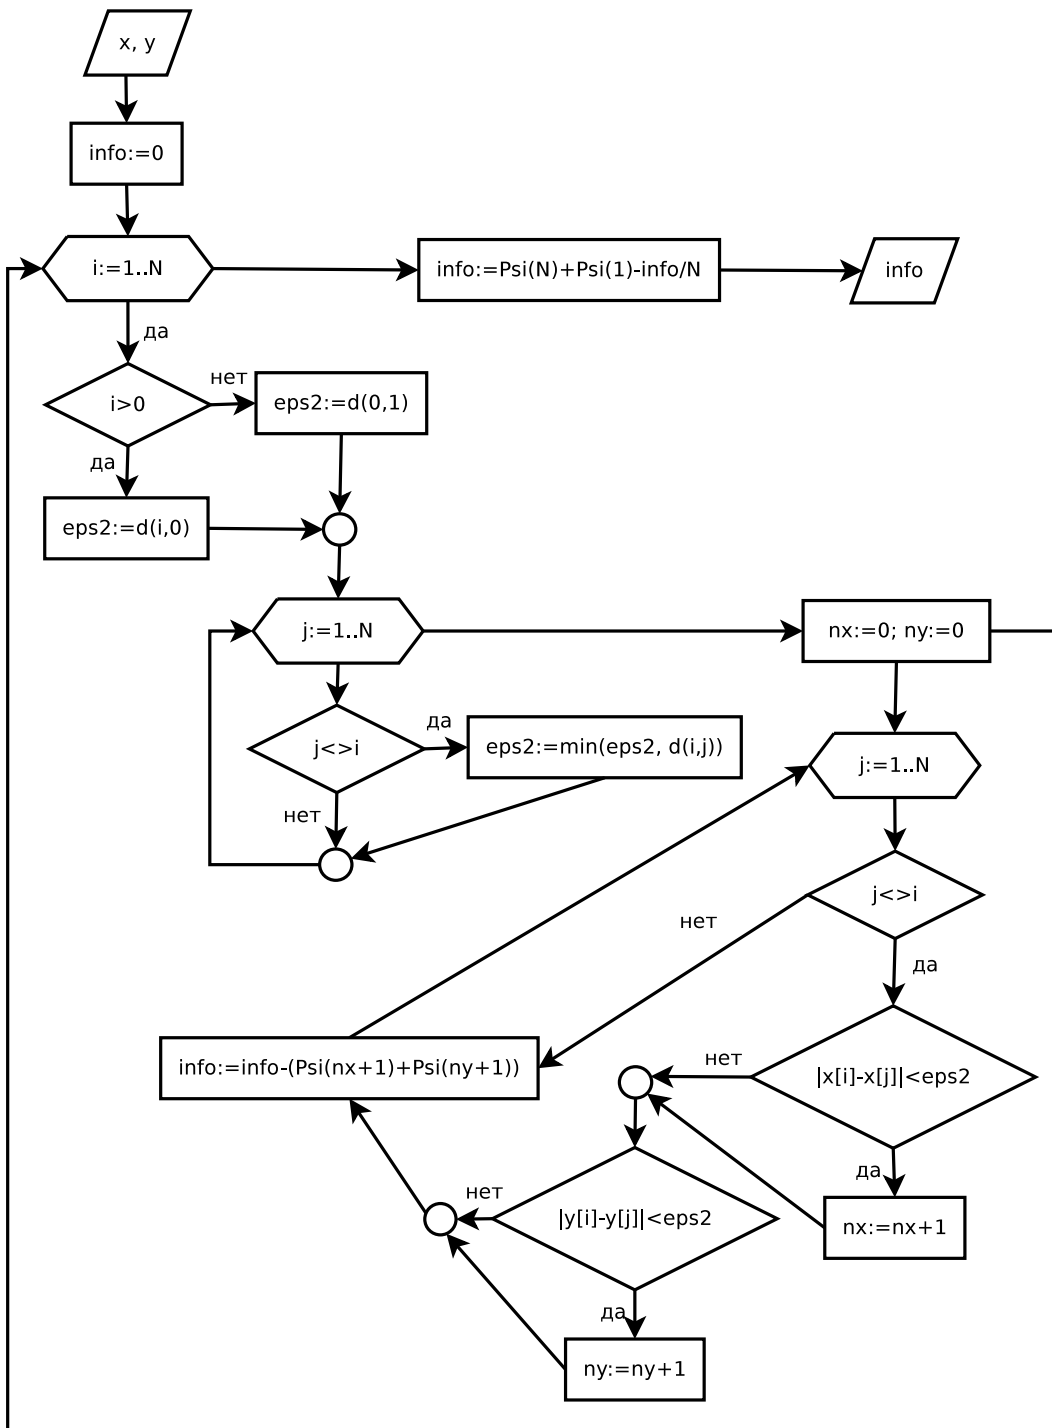 x, y
info:=0
i:=1..N
info:=Psi(N)+Psi(1)-info/N
info
да
i>0
нет
eps2:=d(0,1)
да
eps2:=d(i,0)
j:=1..N
nx:=0; ny:=0
j<>i
да
eps2:=min(eps2, d(i,j))
нет
j:=1..N
j<>i
нет
да
info:=info-(Psi(nx+1)+Psi(ny+1))
нет
|x[i]-x[j]|<eps2
да
nx:=nx+1
нет
|y[i]-y[j]|<eps2
да
ny:=ny+1